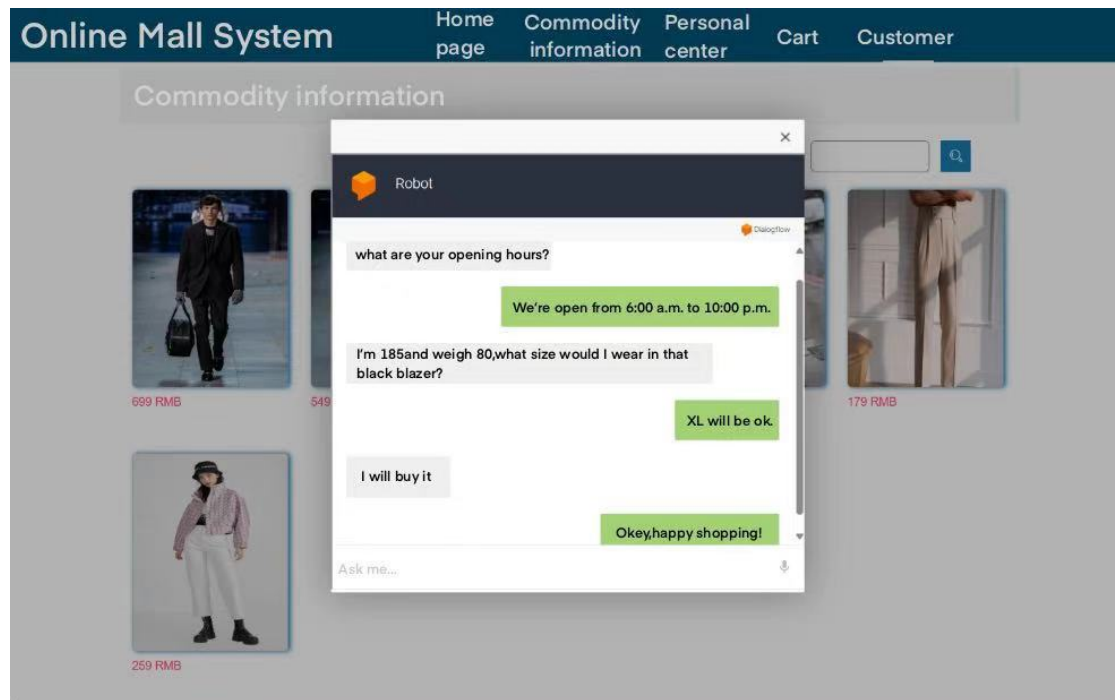 Online Mall System
Home
page
Commodity
information
Personal
center
Cart
Customer
Commodity information
×
Robot
Dialogflow
what are your opening hours?
We're open from 6:00 a.m. to 10:00 p.m.
I'm 185and weigh 80,what size would I wear in that
black blazer?
XL will be ok.
I will buy it
Okey,happy shopping!
Ask me...
699 RMB
549
179 RMB
259 RMB